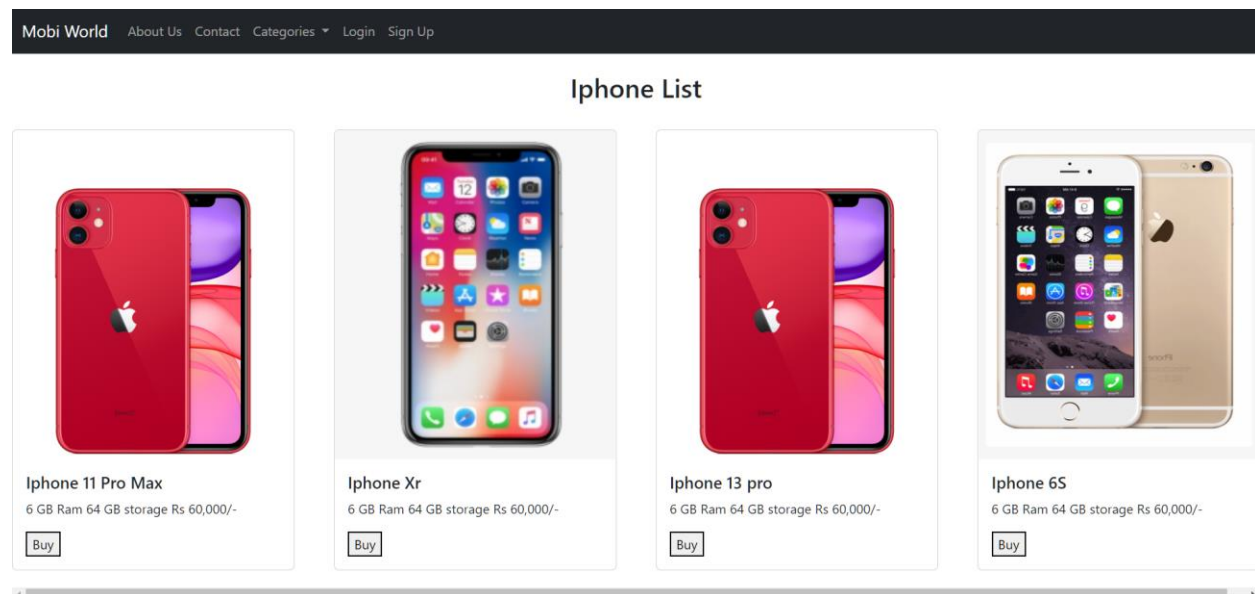 Mobi World About Us Contact Categories Login Sign Up
Iphone List
Iphone 11 Pro Max
6 GB Ram 64 GB storage Rs 60,000/-
Buy
Iphone Xr
6 GB Ram 64 GB storage Rs 60,000/-
Buy
Iphone 13 pro
6 GB Ram 64 GB storage Rs 60,000/-
Buy
Iphone 6S
6 GB Ram 64 GB storage Rs 60,000/-
Buy